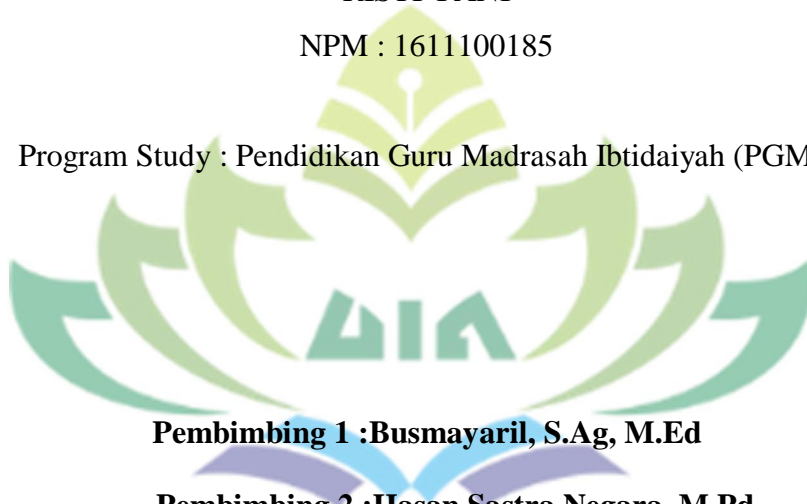 NPM : 1611100185
Program Study : Pendidikan Guru Madrasah Ibtidaiyah (PGM
UIA
Pembimbing 1 :Busmayaril, S.Ag, M.Ed
Pembimbing 2 :Hasan Sastra Negara, M.Pd